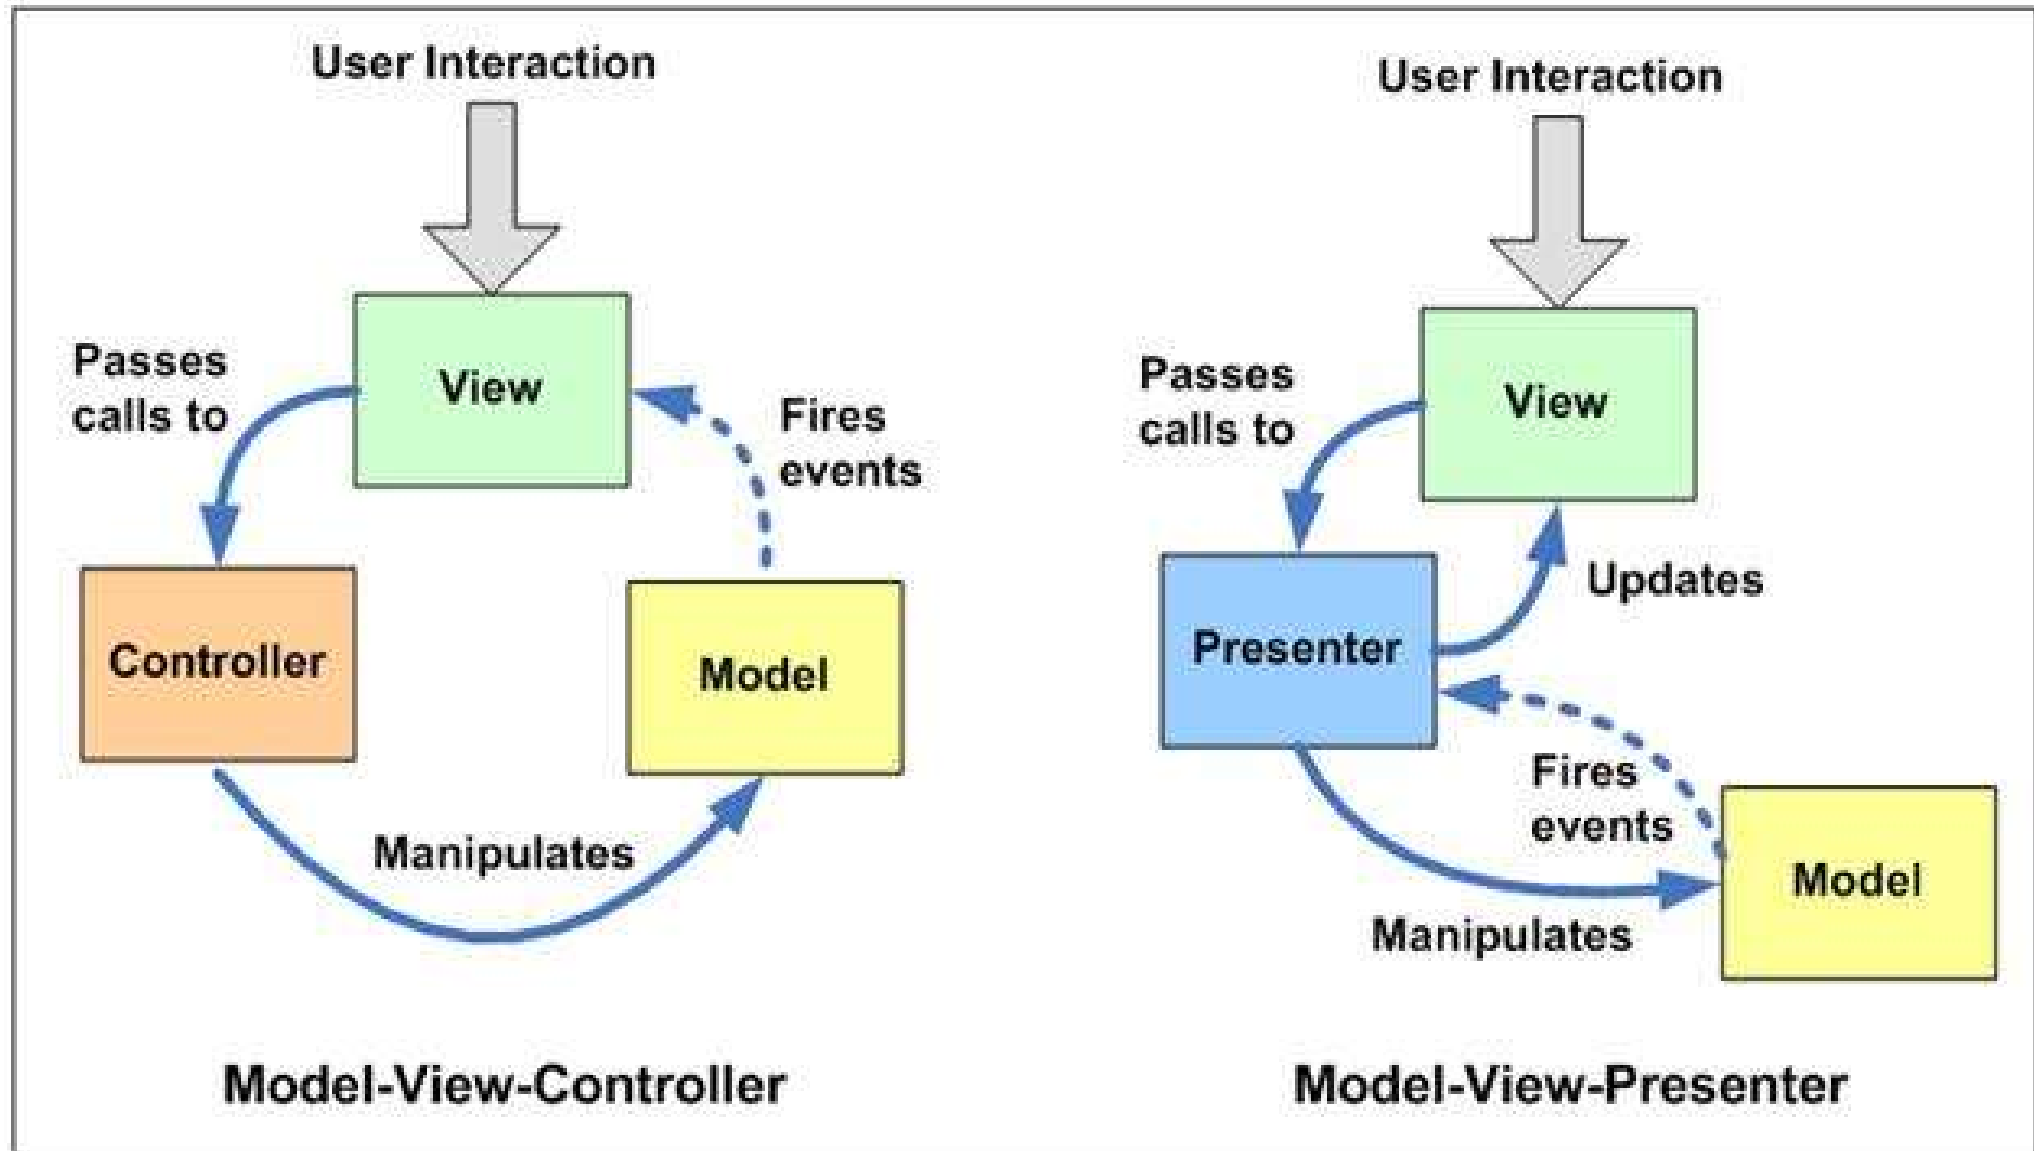 User Interaction
Passes
calls to
View
Fires
events
Controller
Model
Manipulates
Model-View-Controller
User Interaction
Passes
calls to
View
Updates
Presenter
Fires
events
Model
Manipulates
Model-View-Presenter